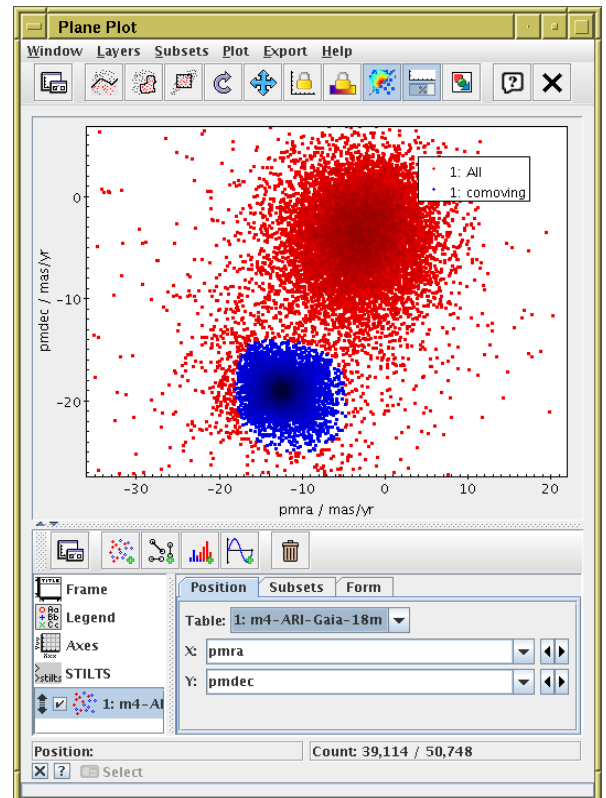 Plane Plot
Window Layers Subsets Plot Export Help
1: All
1: comoving
0
-10
-20
pmdec / mas/yr
-30 -20 -10 0 10 20
pmra / mas/yr
Frame
Legend
Axes
STILTS
1: m4-AI
Position Subsets Form
Table: 1: m4-ARI-Gaia-18m
X: pmra
Y: pmdec
Position: Count: 39,114 / 50,748
Select